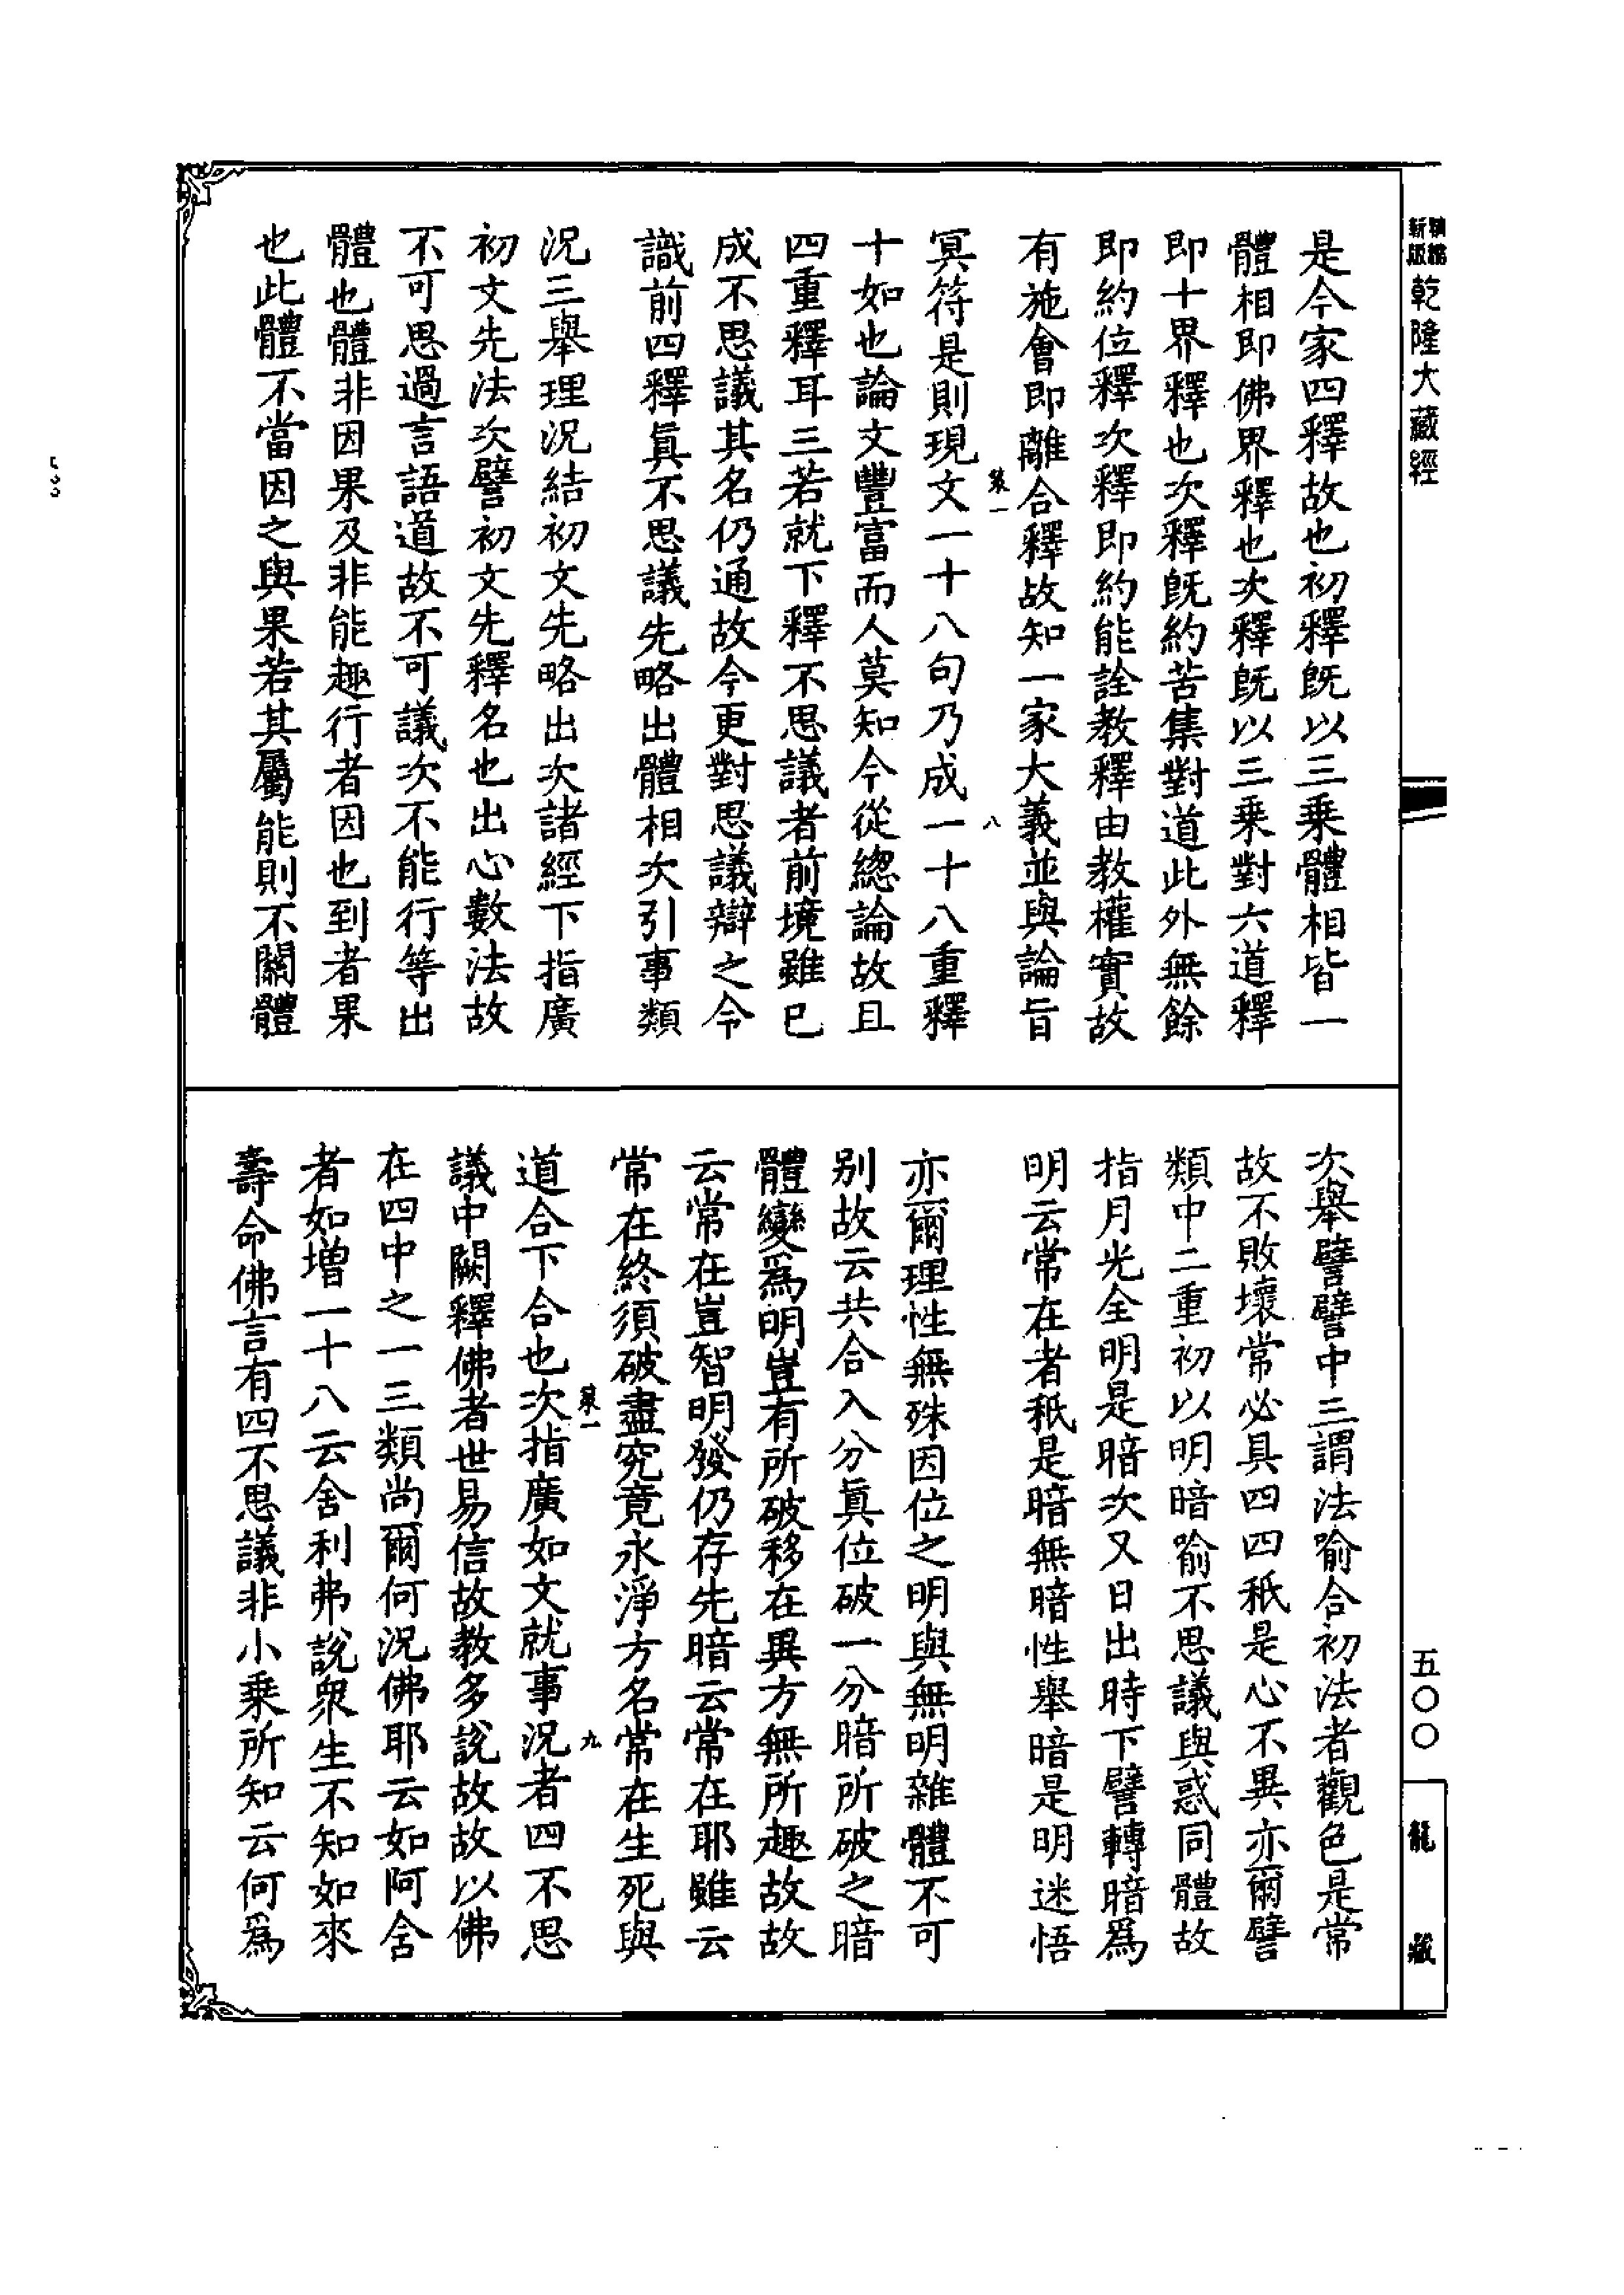 乾隆大藏經
是今家四釋故也初釋既以三乘體相皆一
體相即佛界釋也次釋既以三乘對六道釋
即十界釋也次釋既約苦集對道此外無餘
即約位釋次釋即約能詮教釋由教權實故
有施會即離合釋故知一家大義並與論旨
冥符是則現文一十八句乃成一十八重釋
十如也論文豐富而人莫知今從總論故且
四重釋耳三若就下釋不思議者前境雖已
成不思議其名仍通故今更對思議辯之令
識前四釋真不思議先略出體相次引事類
況三舉理況結初文先略出次諸經下指廣
初文先法次譬初文先釋名也出心數法故
不可思過言語道故不可議次不能行等出
體也體非因果及非能趣行者因也到者果
也此體不當因之與果若其屬能則不關體
次舉譬譬中三謂法喻合初法者觀色是常
故不敗壞常必具四四秖是心不異亦爾譬
類中二重初以明暗喻不思議與惑同體故
指月光全明是暗次又日出時下譬轉暗為
明云常在者秖是暗無暗性舉暗是明迷悟
亦爾理性無殊因位之明與無明雜體不可
別故云共合入分真位破一分暗所破之暗
體變為明豈有所破移在異方無所趣故故
云常在豈智明發仍存先暗云常在耶雖云
常在終須破盡究竟永淨方名常在生死與
道合下合也次指廣如文就事況者四不思
議中闕釋佛者世易信故教多說故故以佛
在四中之一三類尚爾何況佛耶云如阿含
者如增一十八云舍利弗說眾生不知如來
壽命佛言有四不思議非小乘所知云何為
五〇〇
龍藏